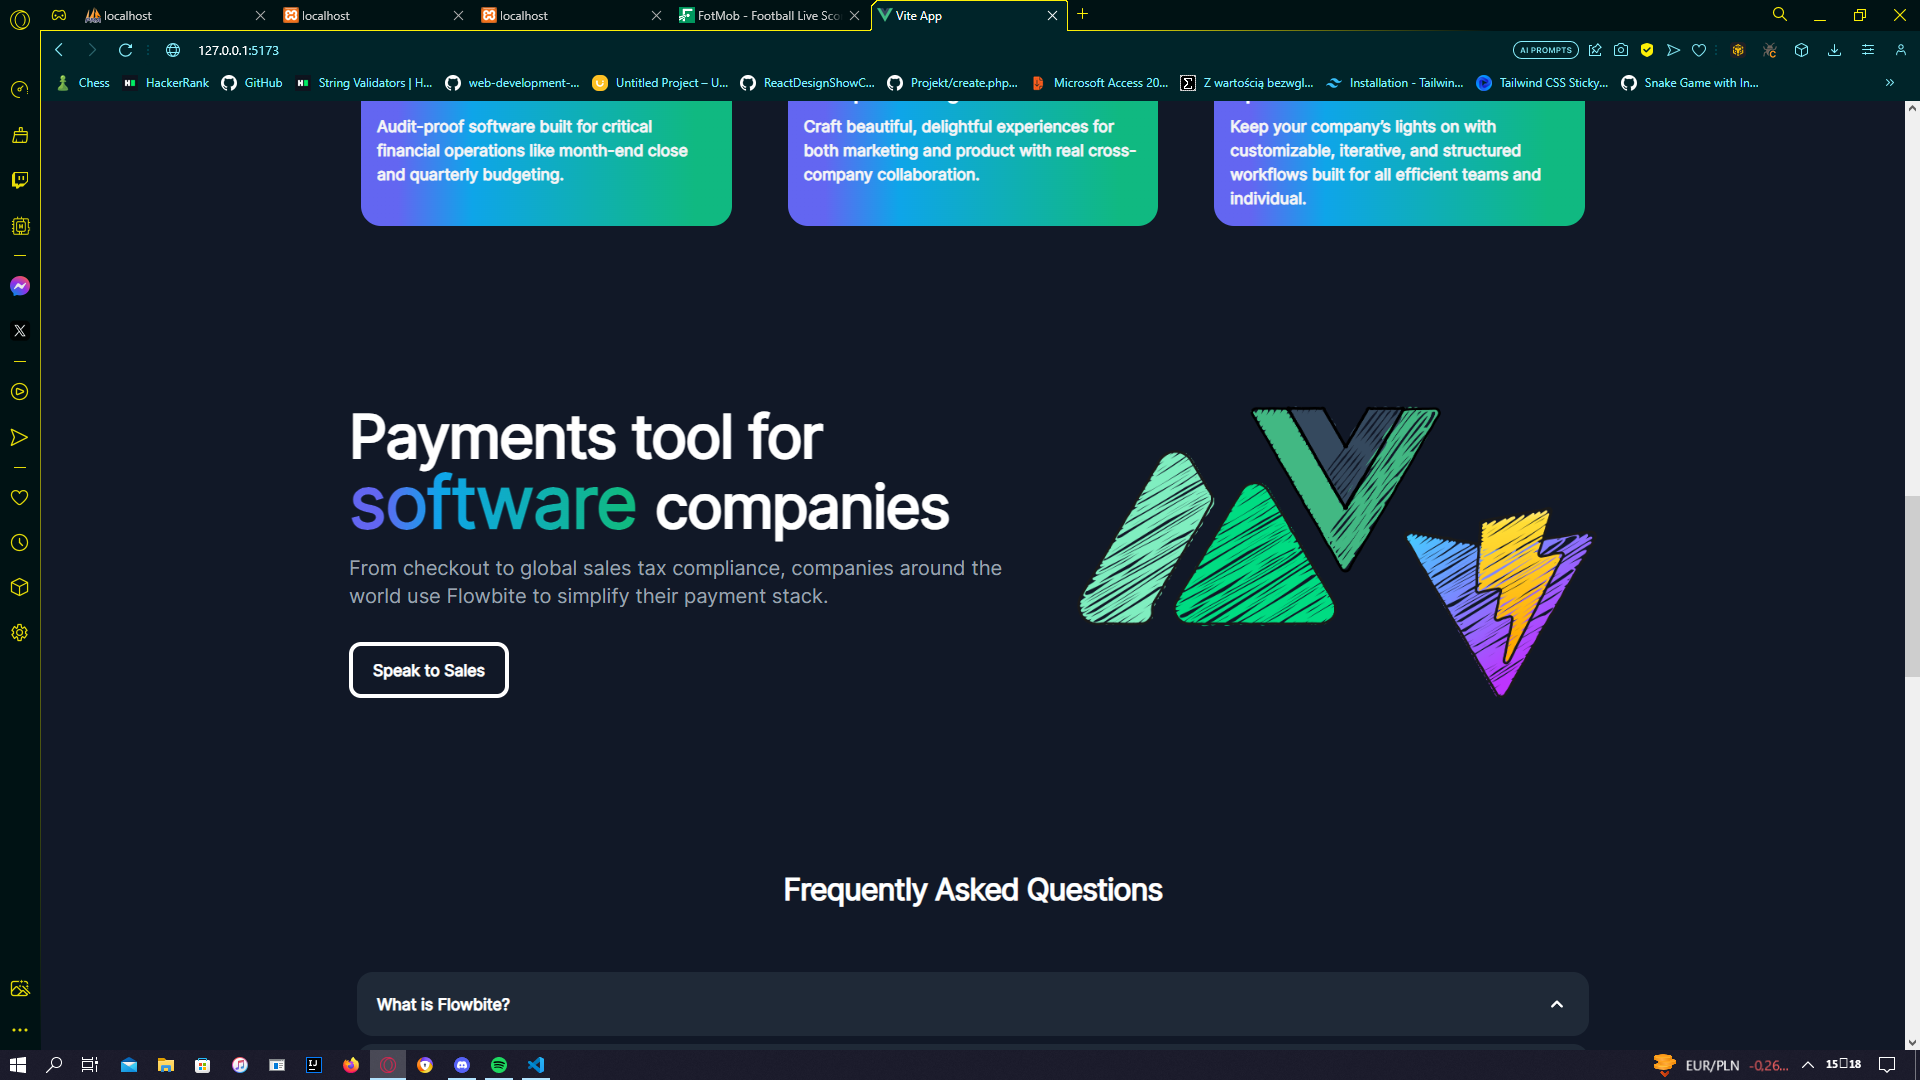 localhost
localhost
localhost
FotMob - Football Live Sco
Vite App
127.0.0.1:5173
AI PROMPTS
Chess
HackerRank
GitHub
String Validators | H...
web-development-...
Untitled Project – U...
ReactDesignShowC...
Projekt/create.php...
Microsoft Access 20...
Z wartością bezwgl...
Installation - Tailwin...
Tailwind CSS Sticky...
Snake Game with In...
Audit-proof software built for critical
financial operations like month-end close
and quarterly budgeting.
Craft beautiful, delightful experiences for
both marketing and product with real cross-
company collaboration.
Keep your company’s lights on with
customizable, iterative, and structured
workflows built for all efficient teams and
individual.
Payments tool for
software companies
From checkout to global sales tax compliance, companies around the
world use Flowbite to simplify their payment stack.
Speak to Sales
Frequently Asked Questions
What is Flowbite?
EUR/PLN -0,26...
15 18